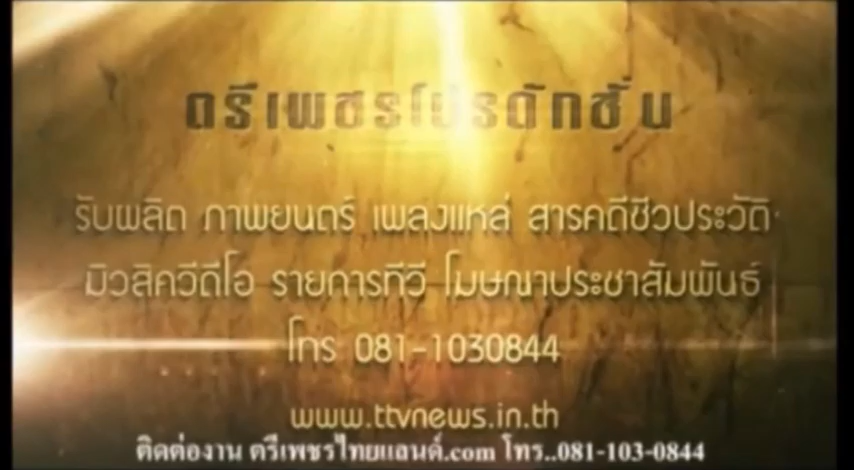 ตรีเพชรโปรดักชั่น
รับผลิต ภาพยนตร์ เพลงแหล่ สารคดีชีวประวัติ
มิวสิควีดีโอ รายการทีวี โฆษณาประชาสัมพันธ์
โทร 081-1030844
www.ttvnews.in.th
ติดต่องาน ตรีเพชรไทยแลนด์.com โทร..081-103-0844